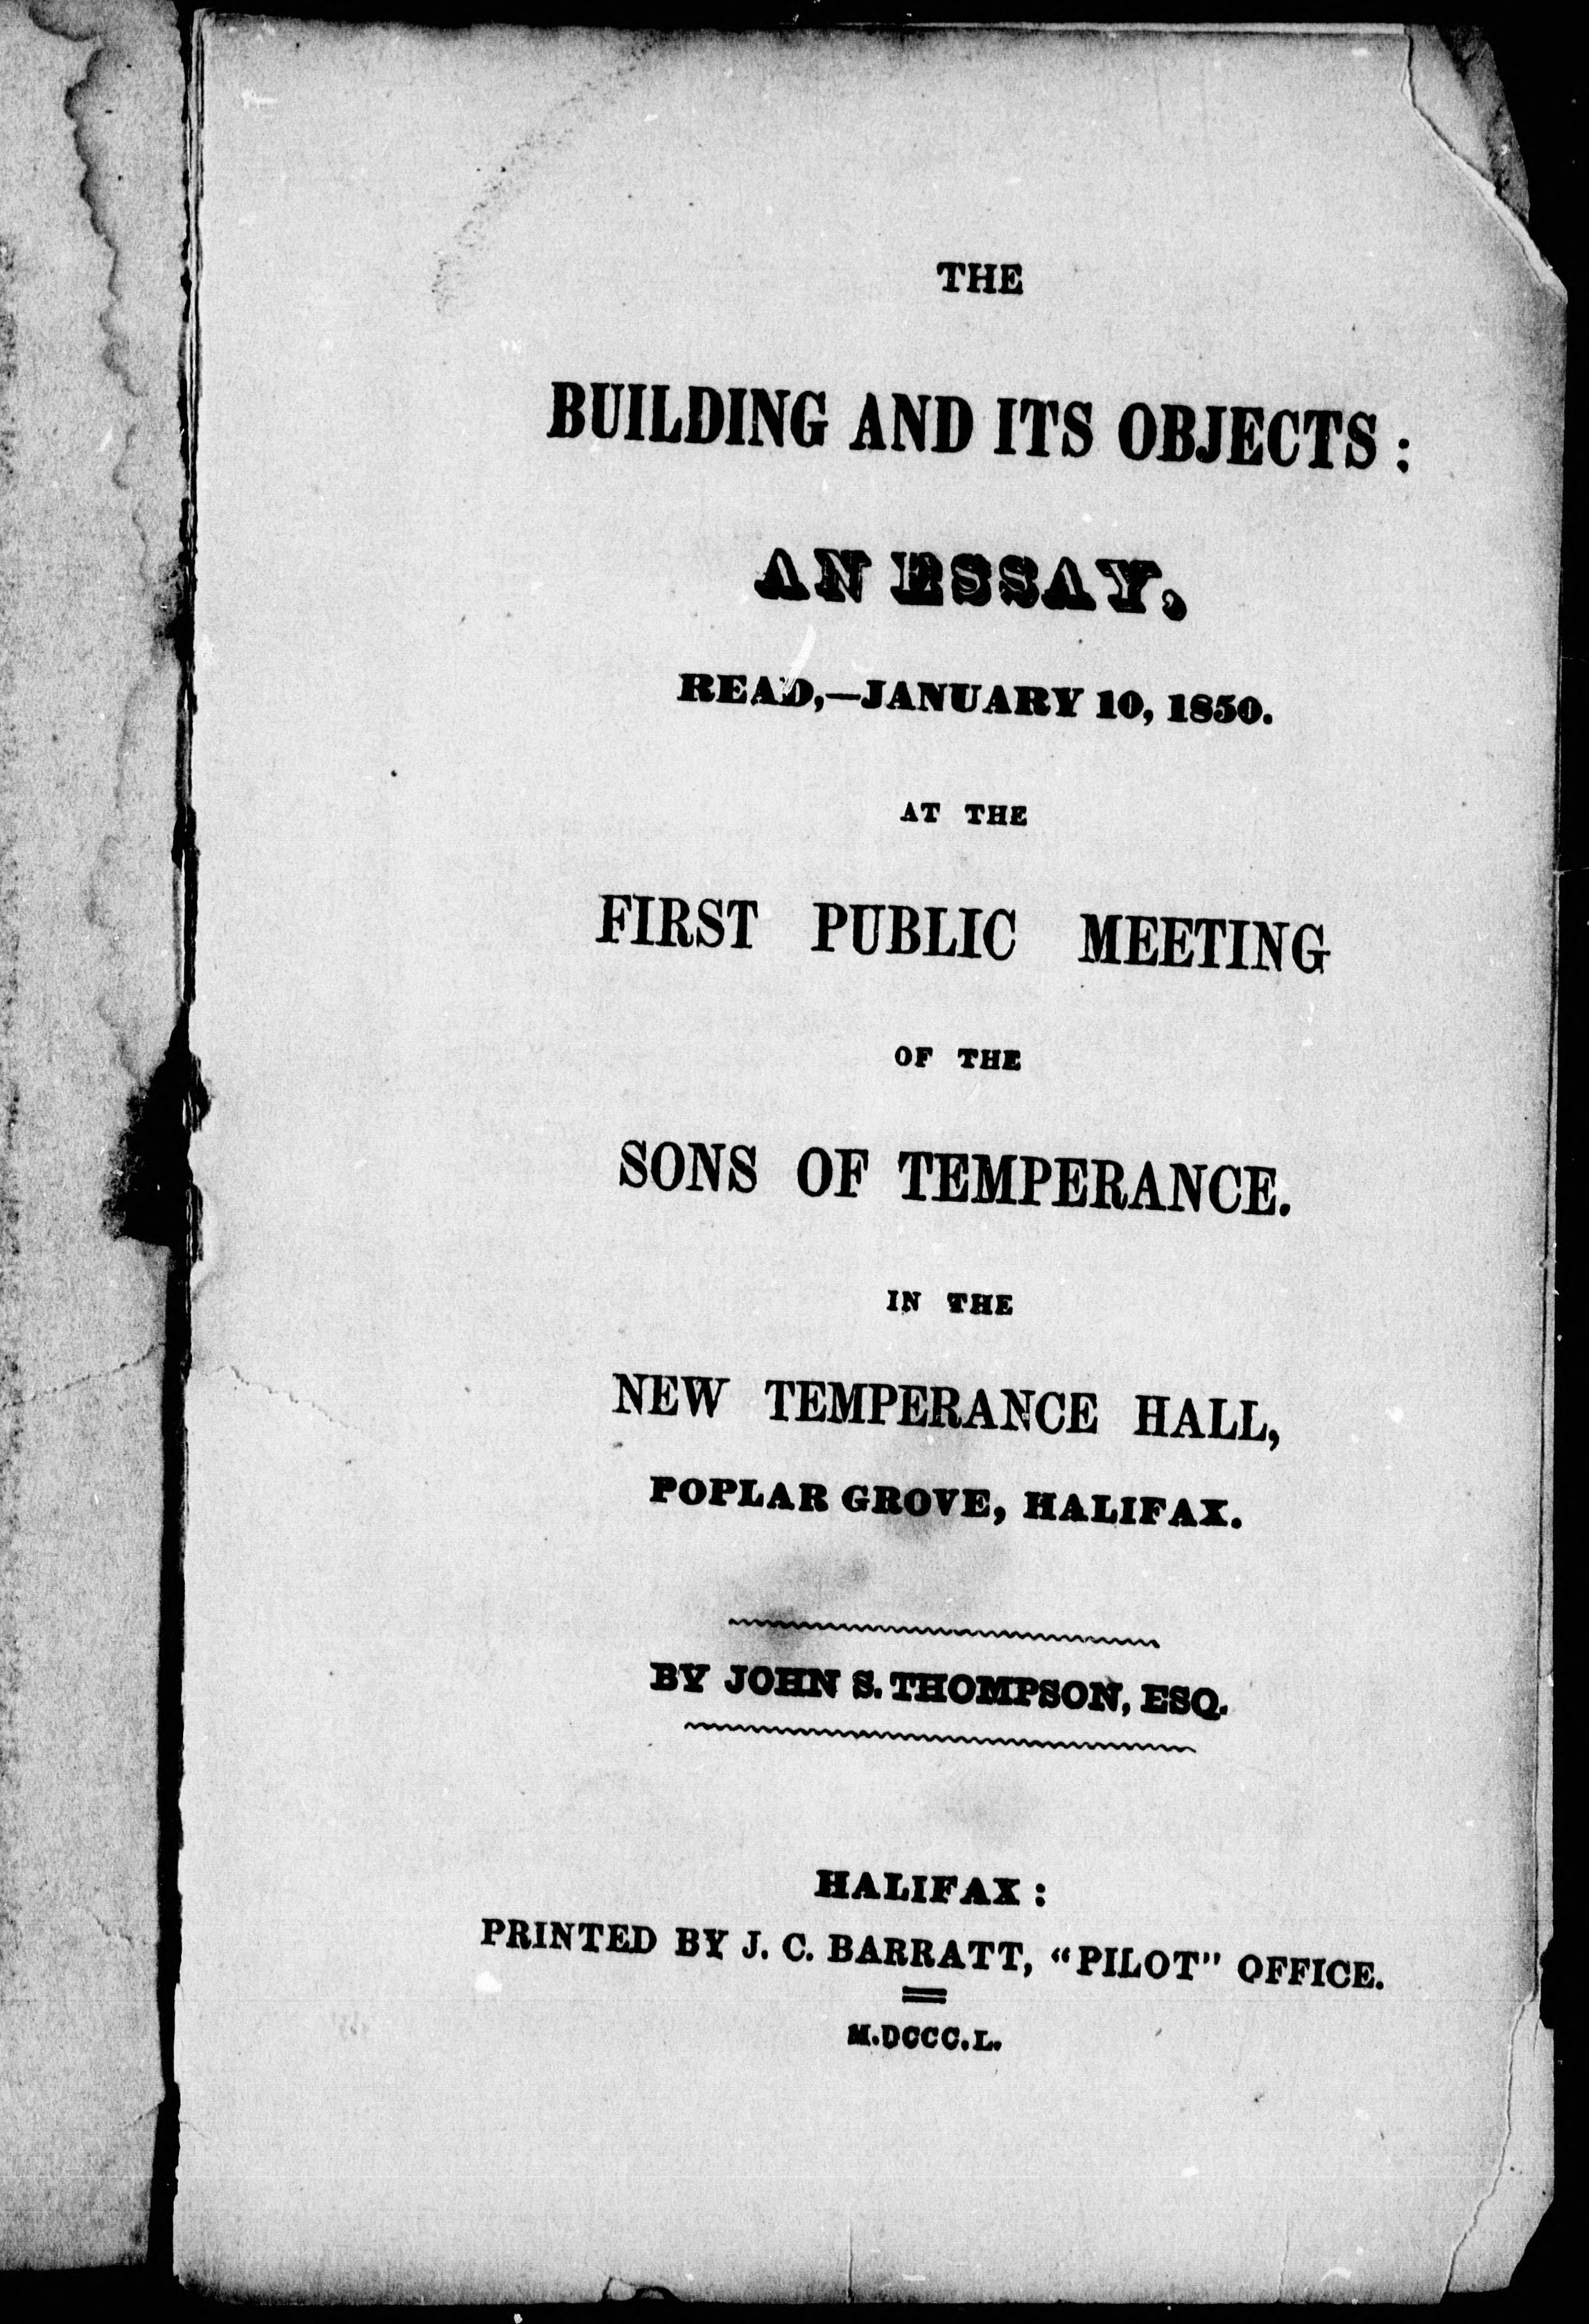 THE
BUILDING AND ITS OBJECTS:
AN ESSAY,
READ,—JANUARY 10, 1850.
AT THE
FIRST PUBLIC MEETING
OF THE
SONS OF TEMPERANCE.
IN THE
NEW TEMPERANCE HALL,
POPLAR GROVE, HALIFAX.
BY JOHN S. THOMPSON, ESQ.
HALIFAX:
PRINTED BY J. C. BARRATT, "PILOT" OFFICE.
M.DCCC.L.